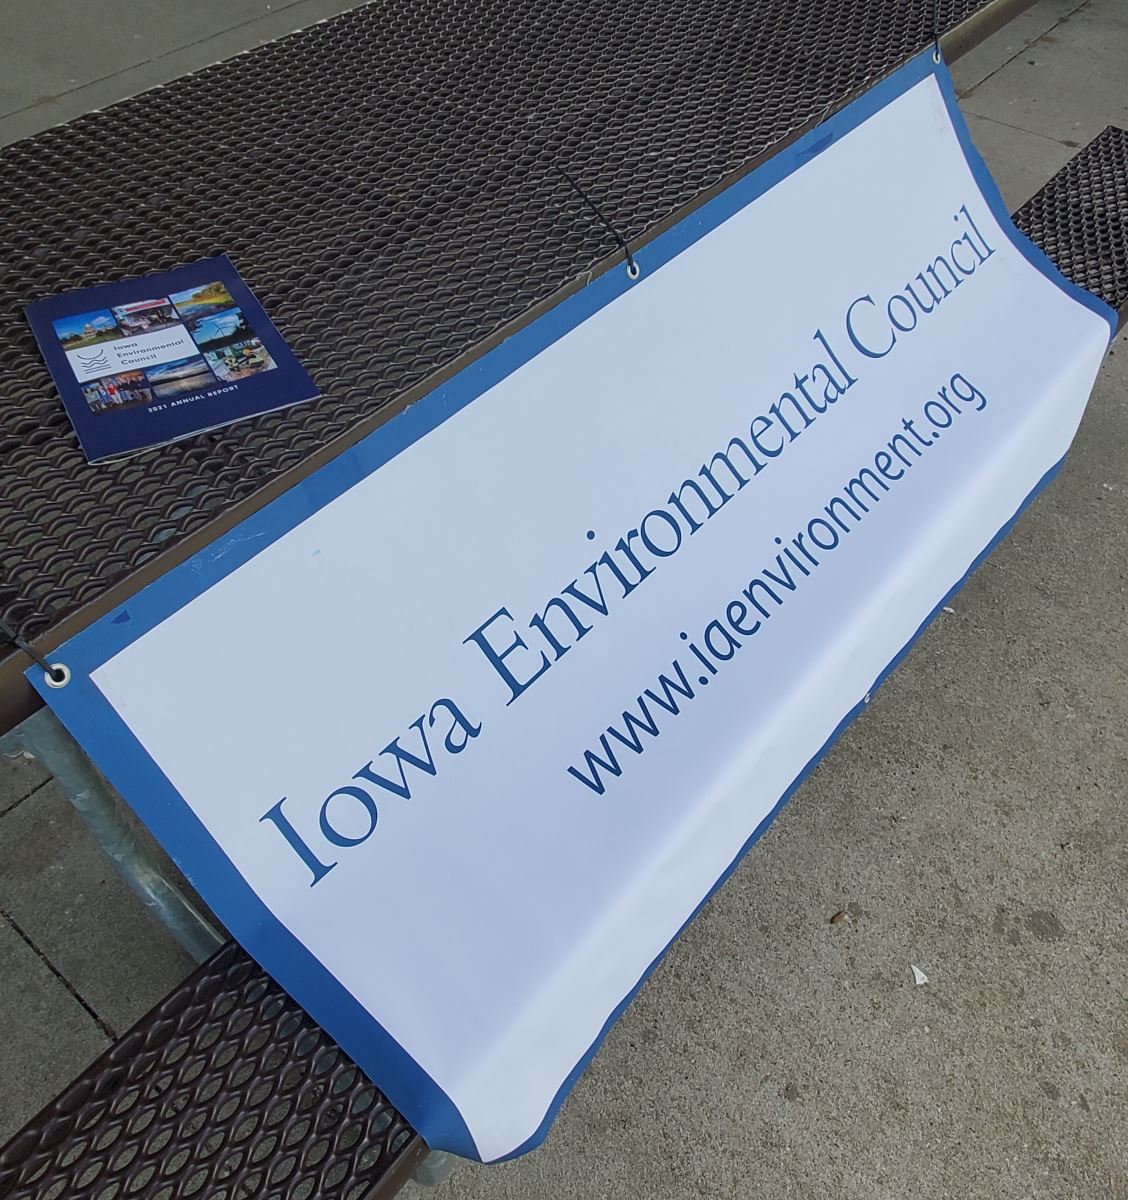 Iowa
Environmental
Council
2021 ANNUAL REPORT
Iowa Environmental Council
www.iaenvironment.org